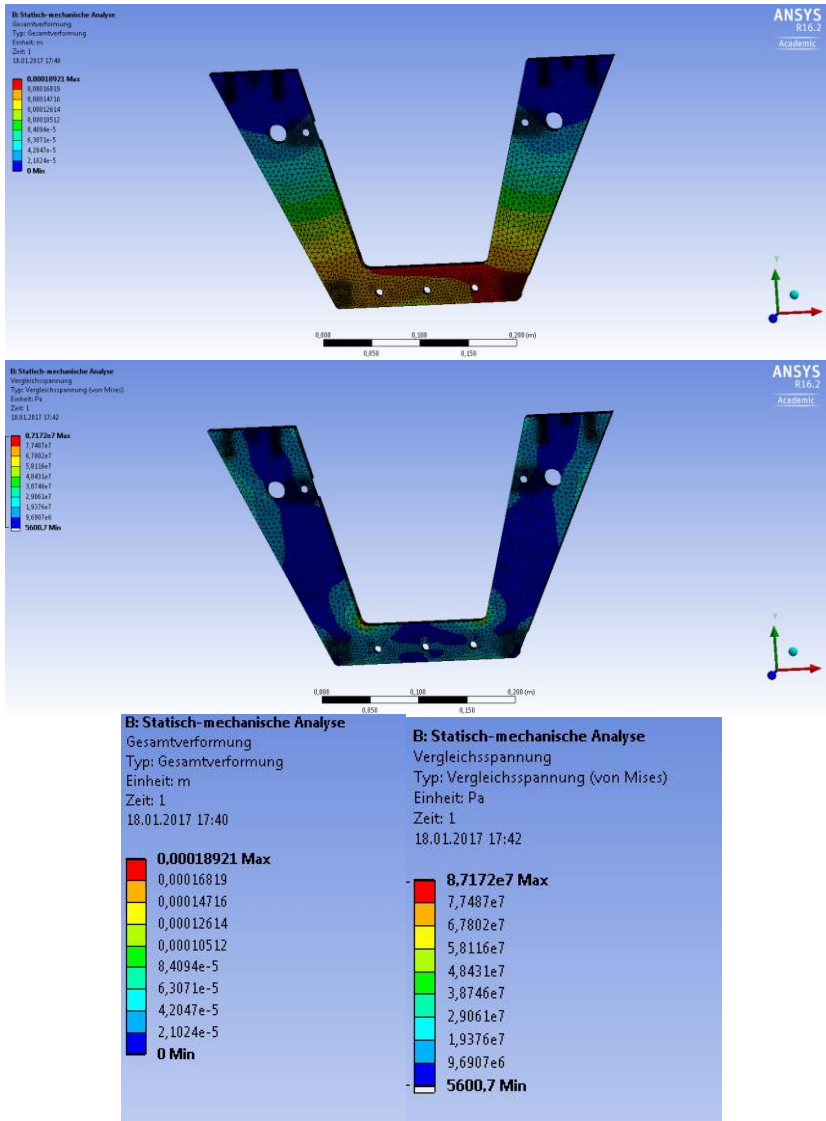 B: Statisch-mechanische Analyse
Gesamtverformung
Typ: Gesamtverformung
Einheit: m
Zeit: 1
18.01.2017 17:40
0,00018921 Max
0,00016819
0,00014716
0,00012614
0,00010512
8,4094e-5
6,3071e-5
4,2047e-5
2,1024e-5
0 Min
ANSYS
R16.2
Academic
Y
0,000
0,100
0,200 (m)
0,050
0,150
B: Statisch-mechanische Analyse
Vergleichsspannung
Typ: Vergleichsspannung (von Mises)
Einheit: Pa
Zeit: 1
18.01.2017 17:42
8,7172e7 Max
7,7487e7
6,7802e7
5,8116e7
4,8431e7
3,8746e7
2,9061e7
1,9376e7
9,6907e6
5600,7 Min
ANSYS
R16.2
Academic
Y
0,000
0,100
0,200 (m)
0,050
0,150
B: Statisch-mechanische Analyse
Gesamtverformung
Typ: Gesamtverformung
Einheit: m
Zeit: 1
18.01.2017 17:40
0,00018921 Max
0,00016819
0,00014716
0,00012614
0,00010512
8,4094e-5
6,3071e-5
4,2047e-5
2,1024e-5
0 Min
B: Statisch-mechanische Analyse
Vergleichsspannung
Typ: Vergleichsspannung (von Mises)
Einheit: Pa
Zeit: 1
18.01.2017 17:42
8,7172e7 Max
7,7487e7
6,7802e7
5,8116e7
4,8431e7
3,8746e7
2,9061e7
1,9376e7
9,6907e6
5600,7 Min